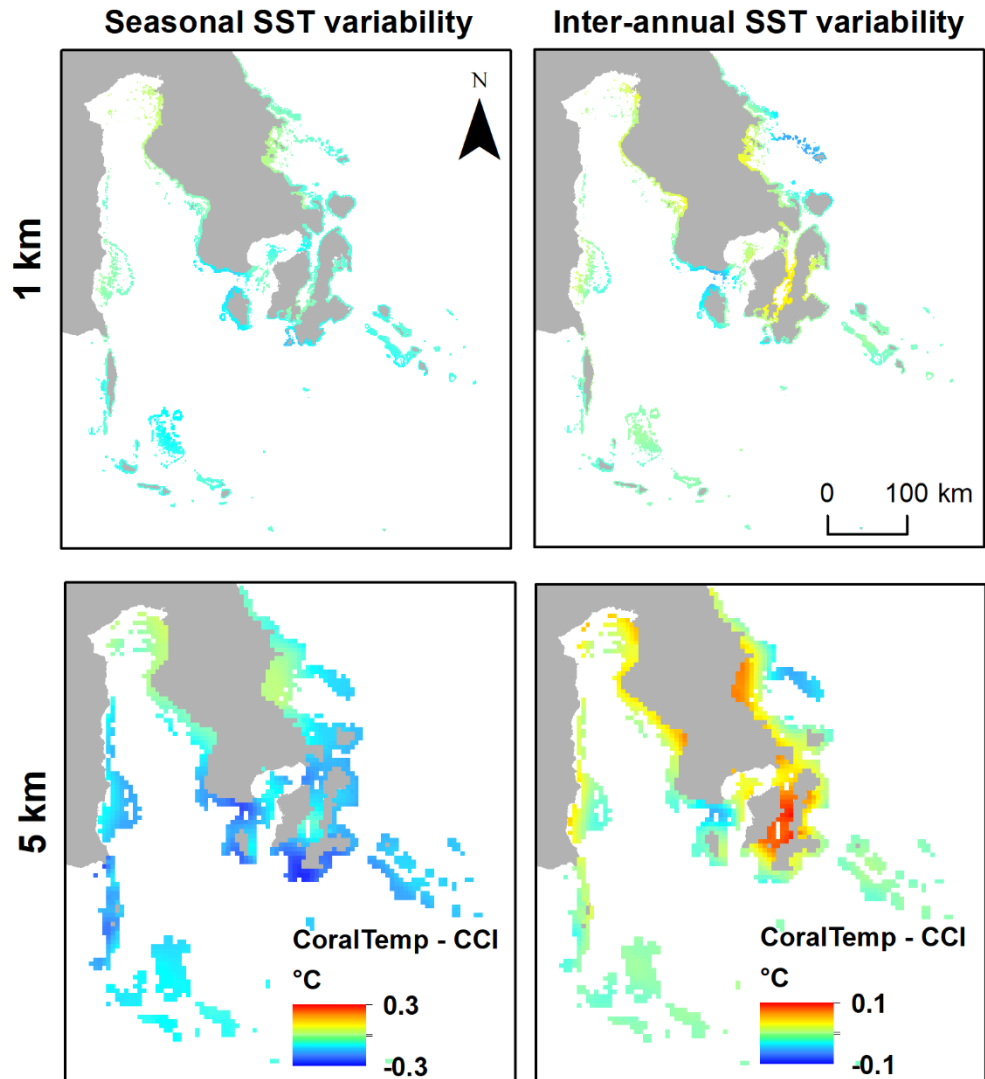 Seasonal SST variability
Inter-annual SST variability
1 km
N
0 100 km
5 km
CoralTemp - CCI
°C
0.3
-0.3
CoralTemp - CCI
°C
0.1
-0.1